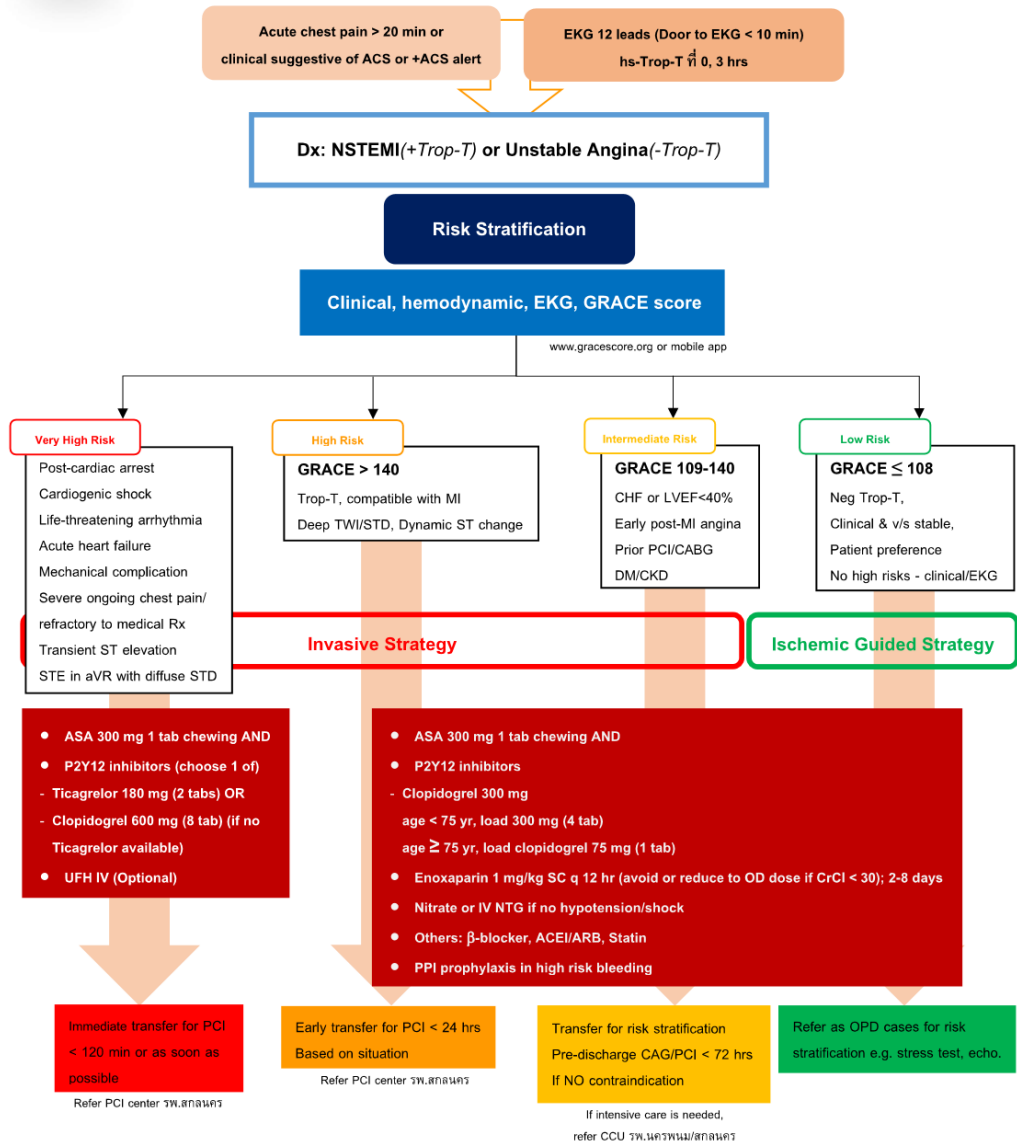 Acute chest pain > 20 min or
clinical suggestive of ACS or +ACS alert
EKG 12 leads (Door to EKG < 10 min)
hs-Trop-T ที่ 0, 3 hrs
Dx: NSTEMI(+Trop-T) or Unstable Angina(-Trop-T)
Risk Stratification
Clinical, hemodynamic, EKG, GRACE score
www.gracescore.org or mobile app
Very High Risk
Post-cardiac arrest
Cardiogenic shock
Life-threatening arrhythmia
Acute heart failure
Mechanical complication
Severe ongoing chest pain/
refractory to medical Rx
Transient ST elevation
STE in aVR with diffuse STD
High Risk
GRACE > 140
Trop-T, compatible with MI
Deep TWI/STD, Dynamic ST change
Intermediate Risk
GRACE 109-140
CHF or LVEF<40%
Early post-MI angina
Prior PCI/CABG
DM/CKD
Low Risk
GRACE ≤ 108
Neg Trop-T,
Clinical & v/s stable,
Patient preference
No high risks - clinical/EKG
Invasive Strategy
Ischemic Guided Strategy
• ASA 300 mg 1 tab chewing AND
• P2Y12 inhibitors (choose 1 of)
- Ticagrelor 180 mg (2 tabs) OR
- Clopidogrel 600 mg (8 tab) (if no
Ticagrelor available)
• UFH IV (Optional)
• ASA 300 mg 1 tab chewing AND
• P2Y12 inhibitors
- Clopidogrel 300 mg
age < 75 yr, load 300 mg (4 tab)
age ≥ 75 yr, load clopidogrel 75 mg (1 tab)
• Enoxaparin 1 mg/kg SC q 12 hr (avoid or reduce to OD dose if CrCl < 30); 2-8 days
• Nitrate or IV NTG if no hypotension/shock
• Others: β-blocker, ACEI/ARB, Statin
• PPI prophylaxis in high risk bleeding
Immediate transfer for PCI
< 120 min or as soon as
possible
Refer PCI center รพ.สกลนคร
Early transfer for PCI < 24 hrs
Based on situation
Refer PCI center รพ.สกลนคร
Transfer for risk stratification
Pre-discharge CAG/PCI < 72 hrs
If NO contraindication
If intensive care is needed,
refer CCU รพ.นครพนม/สกลนคร
Refer as OPD cases for risk
stratification e.g. stress test, echo.